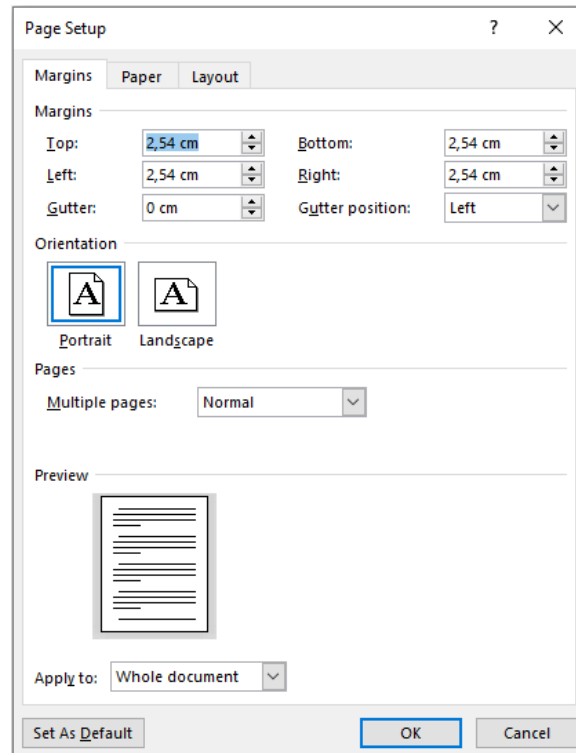 Page Setup ? X
Margins Paper Layout
Margins
Top: 2,54 cm Bottom: 2,54 cm
Left: 2,54 cm Right: 2,54 cm
Gutter: 0 cm Gutter position: Left
Orientation
A A
Portrait Landscape
Pages
Multiple pages: Normal
Preview
Apply to: Whole document
Set As Default OK Cancel